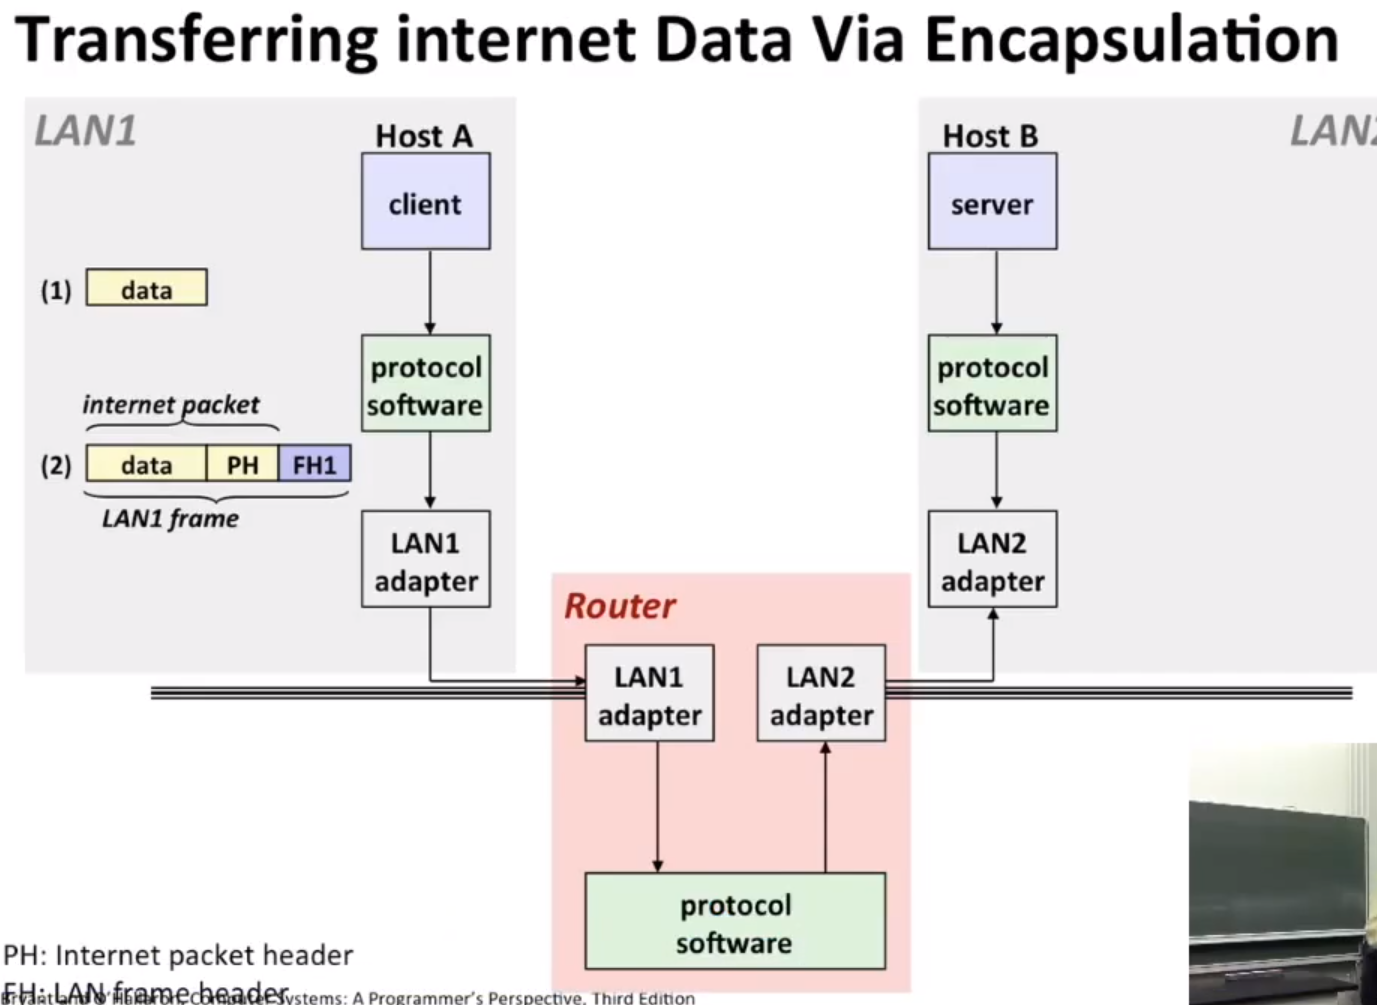 Transferring internet Data Via Encapsulation
LAN1
Host A
client
(1) data
protocol
software
internet packet
(2) data PH FH1
LAN1 frame
LAN1
adapter
Host B
LAN2
server
protocol
software
LAN2
adapter
Router
LAN1
adapter
LAN2
adapter
protocol
software
PH: Internet packet header
FH: LAN frame header
Bryant and O'Hallaron, Computer Systems: A Programmer's Perspective, Third Edition